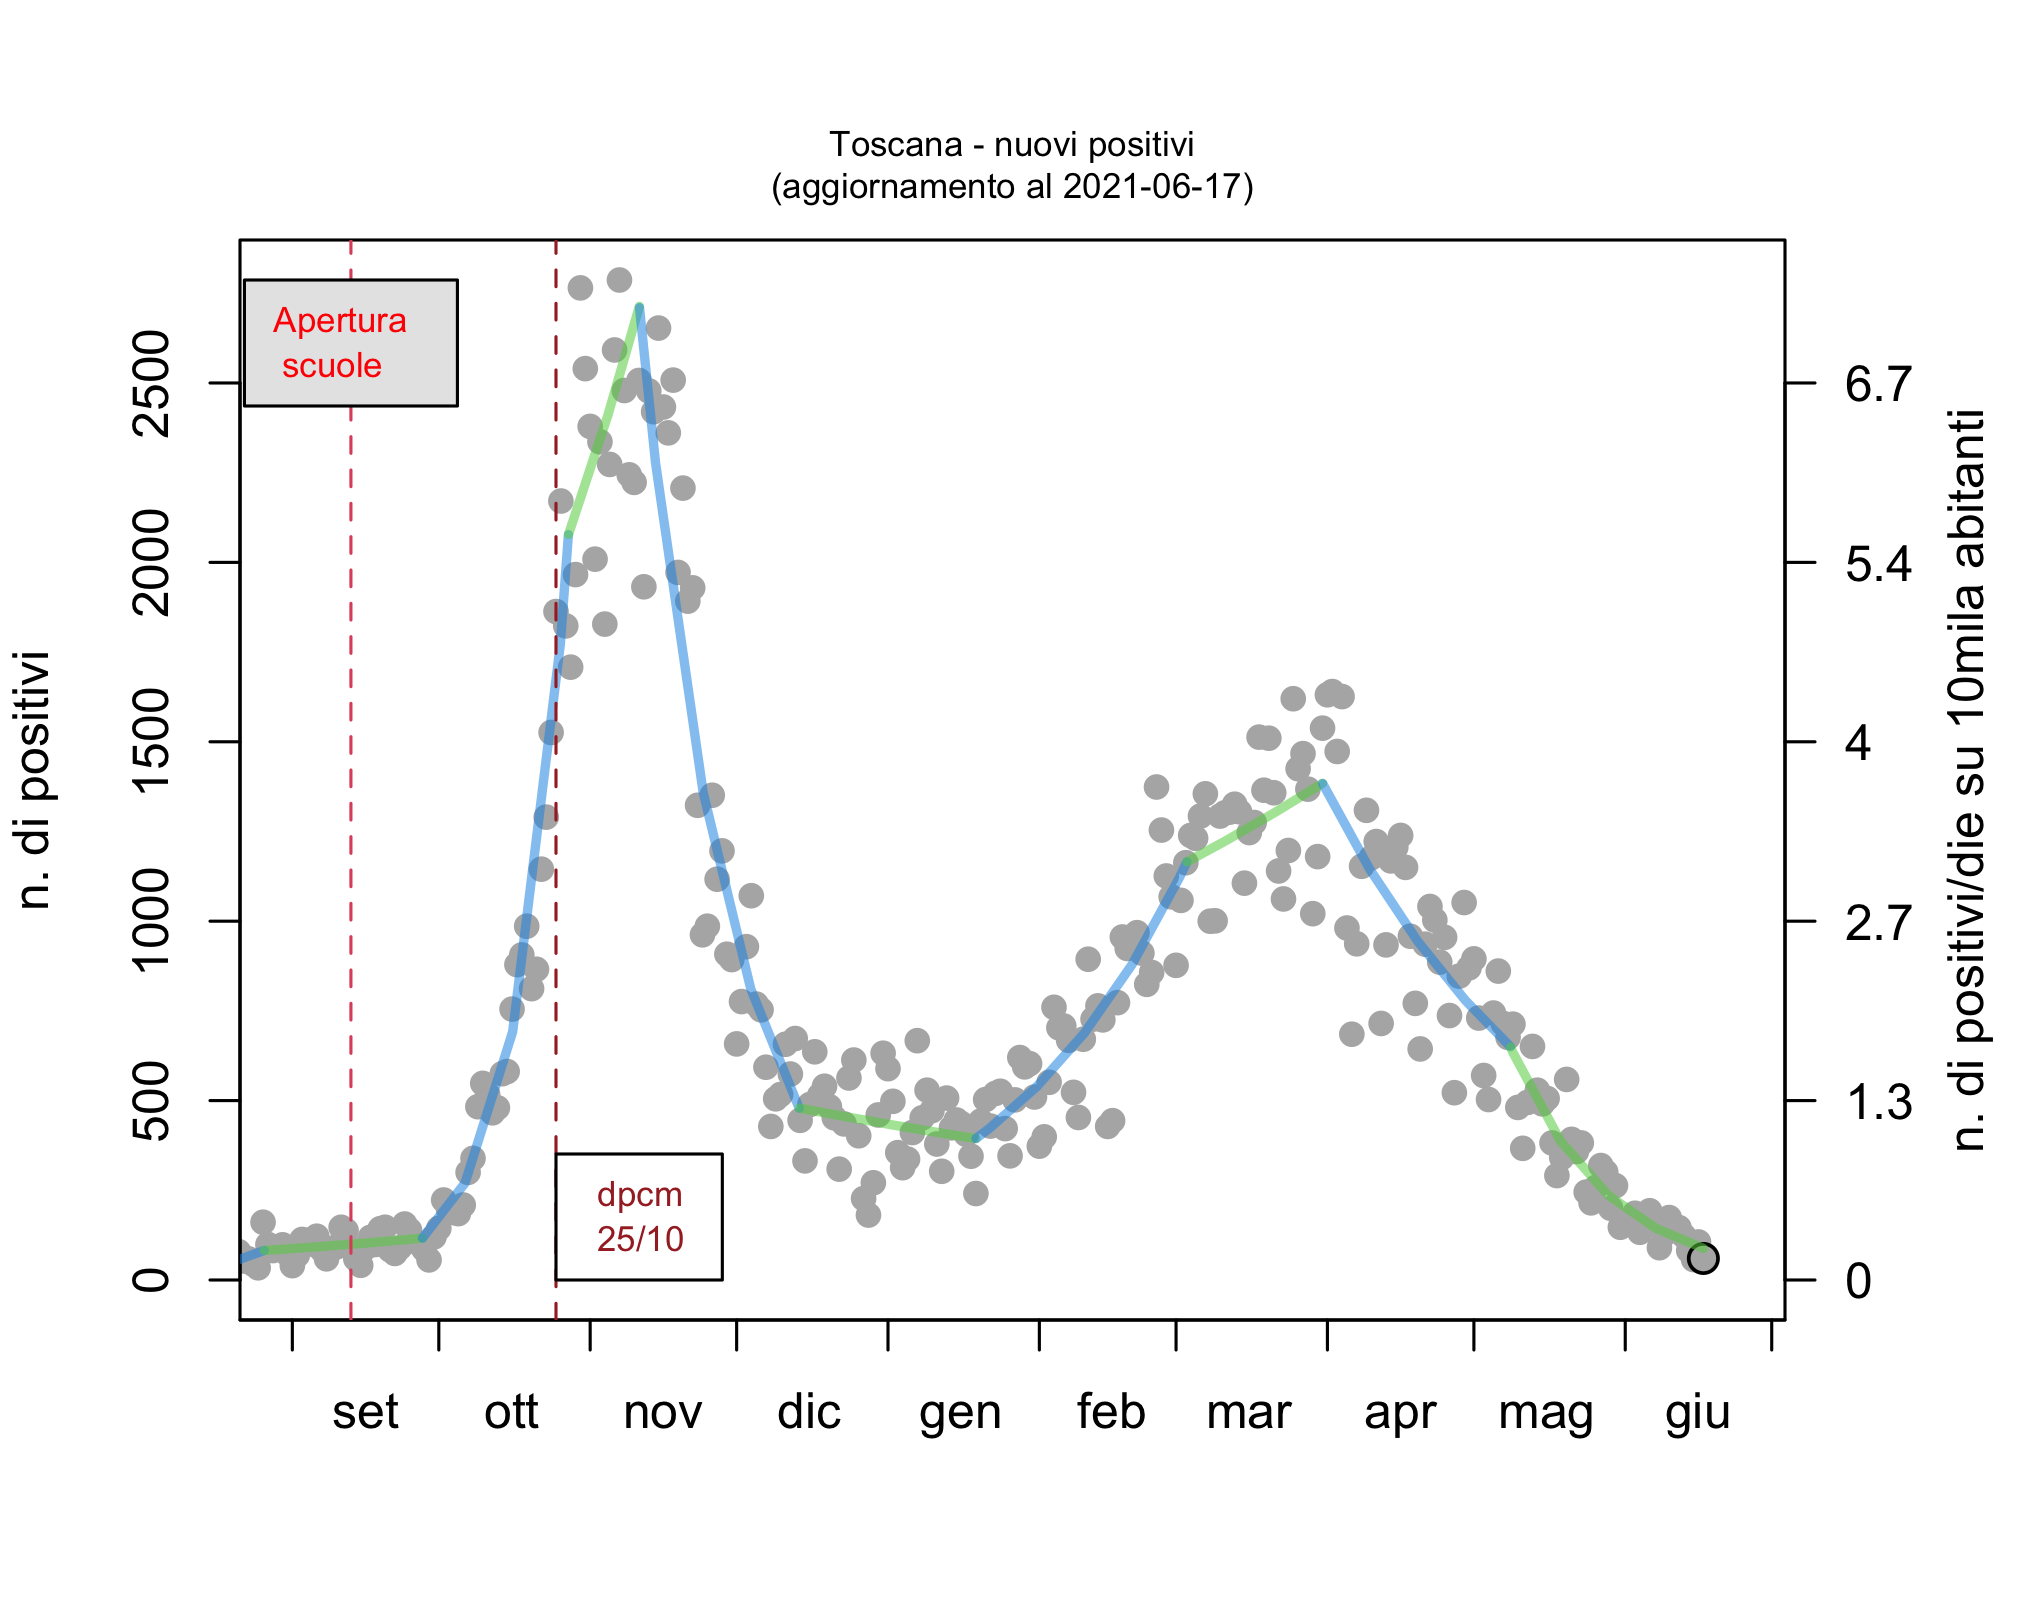 Toscana - nuovi positivi
(aggiornamento al 2021-06-17)
Apertura
scuole
dpcm
25/10
n. di positivi
0
500
1000
1500
2000
2500
n. di positivi/die su 10mila abitanti
0
1.3
2.7
4
5.4
6.7
set ott nov dic gen feb mar apr mag giu